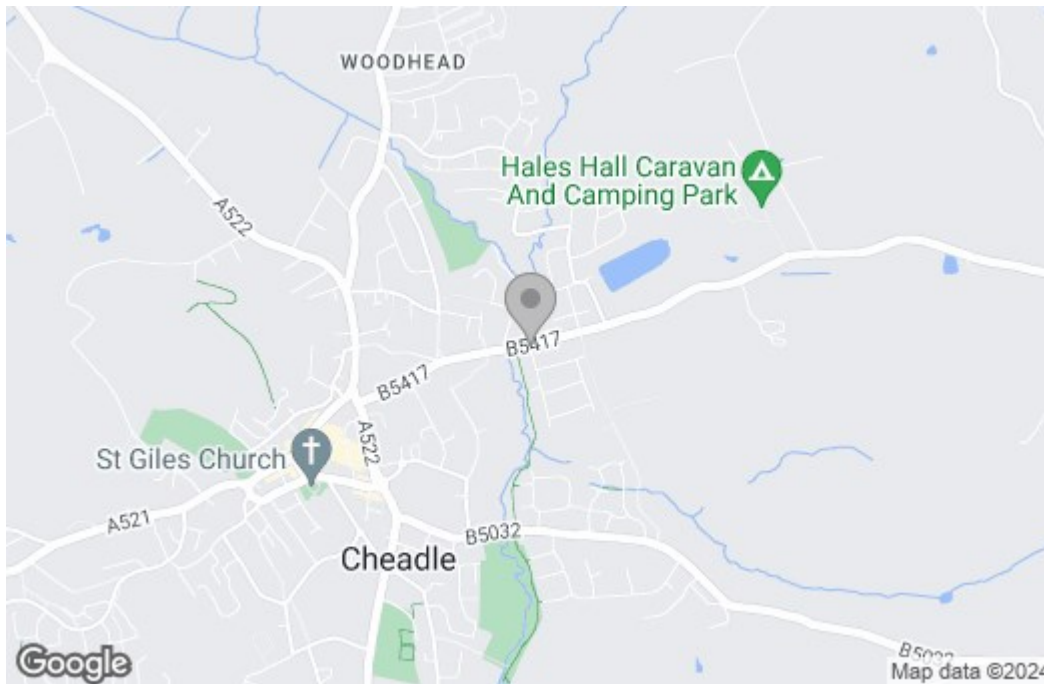 WOODHEAD
Hales Hall Caravan
And Camping Park
A522
B5417
B5417
A522
St Giles Church
A521
B5032
Cheadle
Google
Map data ©2024